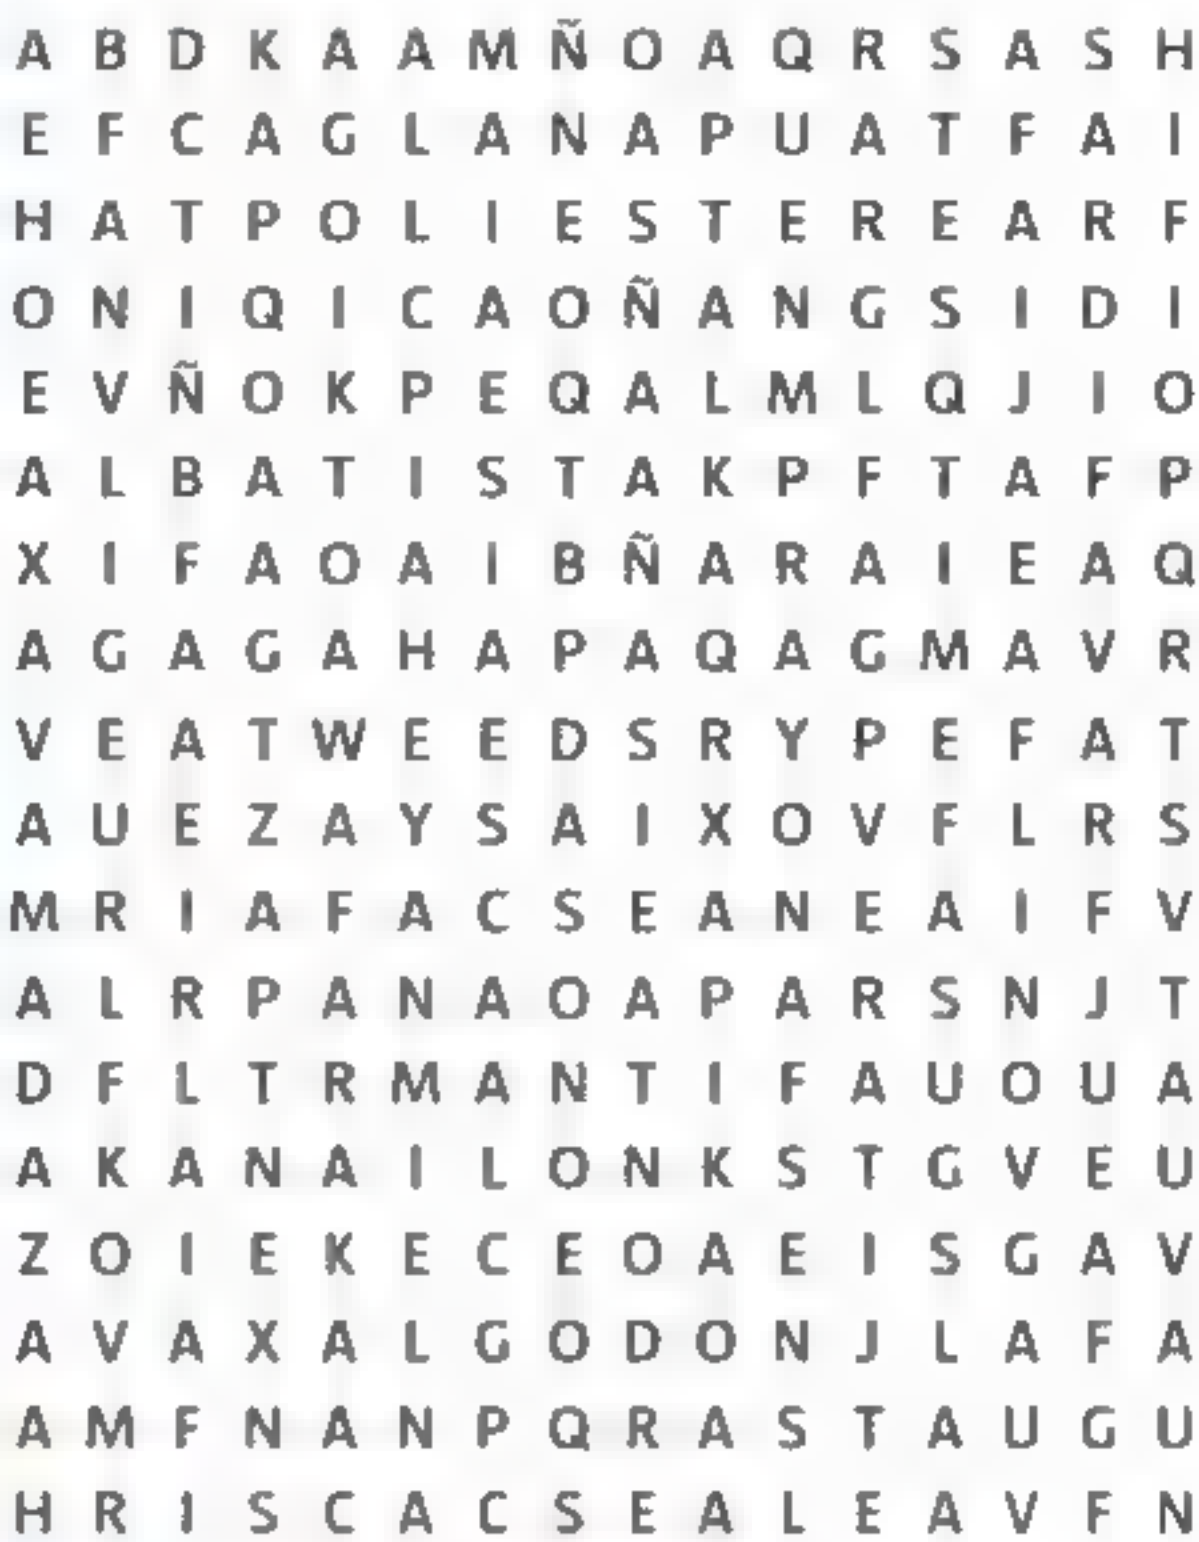 A B D K A A M Ñ O A Q R S A S H
E F C A G L A N A P U A T F A I
H A T P O L I E S T E R E A R F
O N I Q I C A O Ñ A N G S I D I
E V Ñ O K P E Q A L M L Q J I O
A L B A T I S T A K P F T A F P
X I F A O A I B Ñ A R A I E A Q
A G A G A H A P A Q A G M A V R
V E A T W E E D S R Y P E F A T
A U E Z A Y S A I X O V F L R S
M R I A F A C S E A N E A I F V
A L R P A N A O A P A R S N J T
D F L T R M A N T I F A U O U A
A K A N A I L O N K S T G V E U
Z O I E K E C E O A E I S G A V
A V A X A L G O D O N J L A F A
A M F N A N P Q R A S T A U G U
H R I S C A C S E A L E A V F N